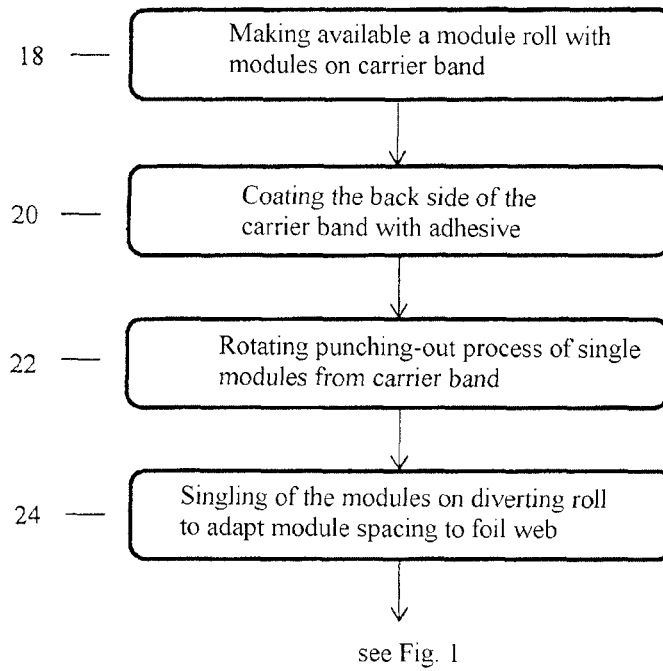 18 — Making available a module roll with
modules on carrier band
20 — Coating the back side of the
carrier band with adhesive
22 — Rotating punching-out process of single
modules from carrier band
24 — Singling of the modules on diverting roll
to adapt module spacing to foil web
see Fig. 1